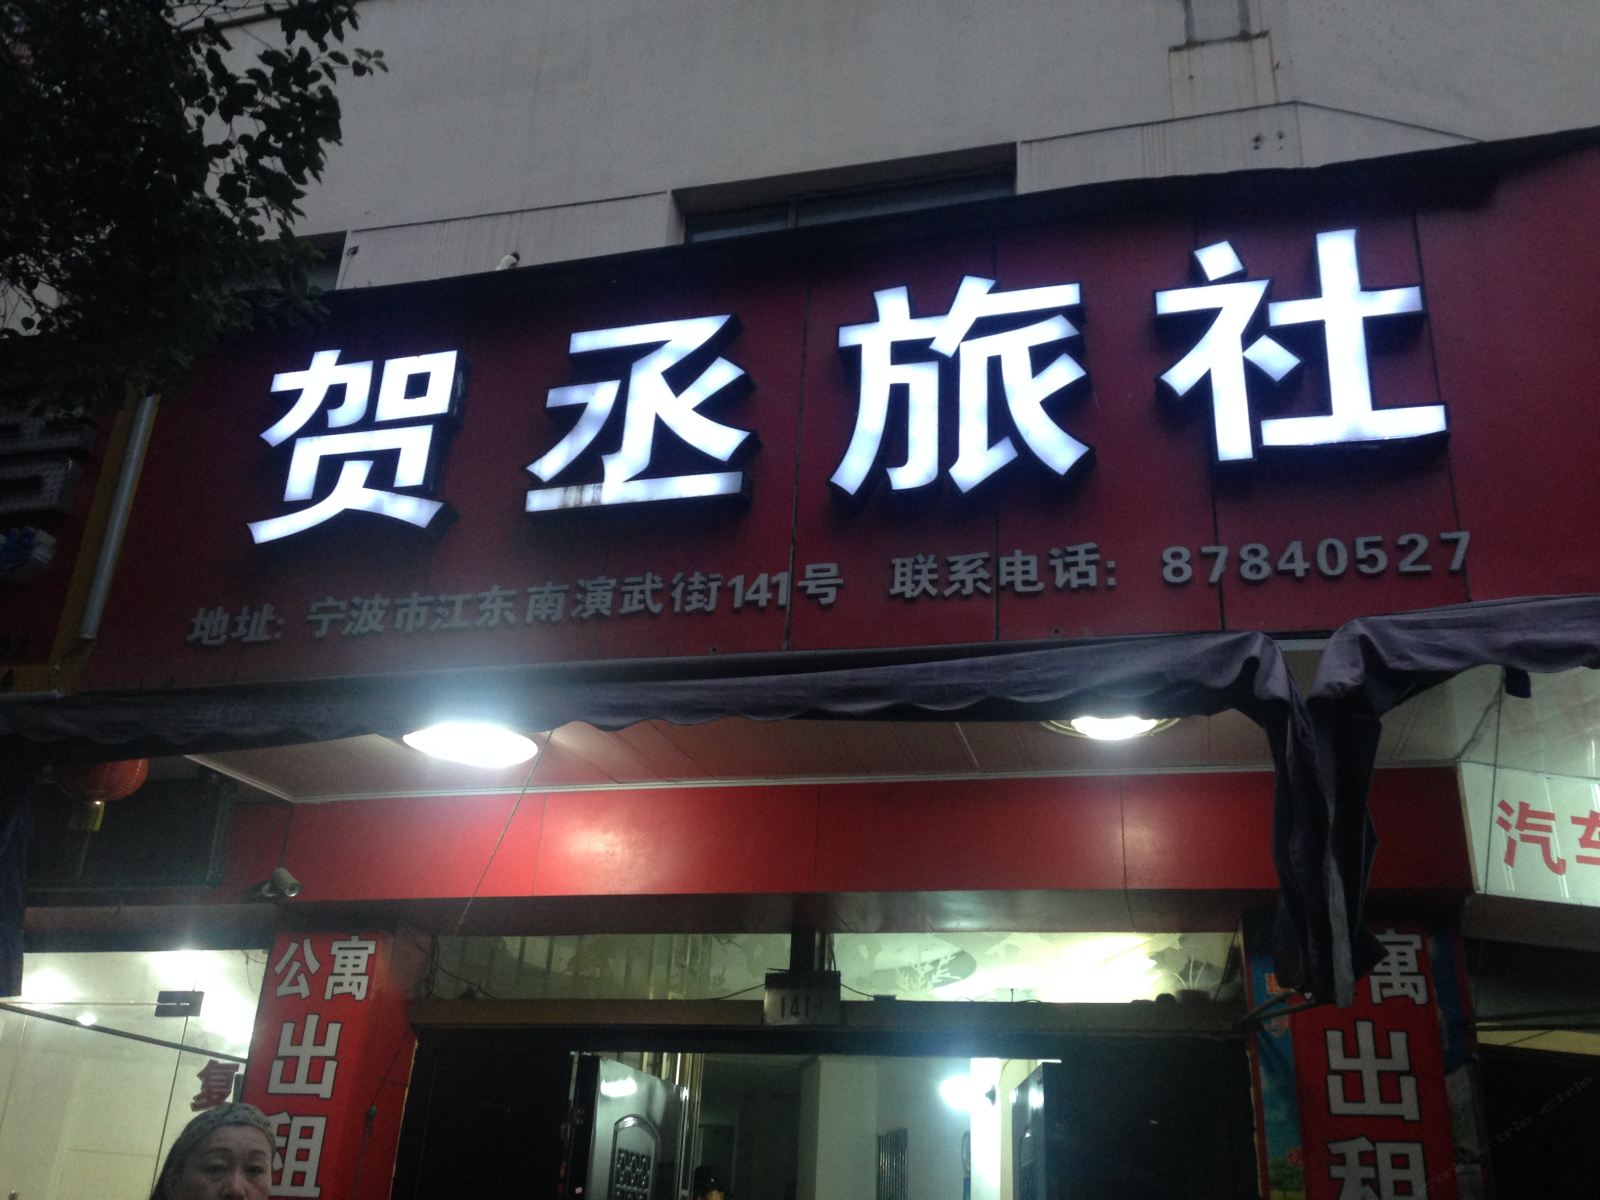 贺丞旅社
地址: 宁波市江东南演武街141号 联系电话: 87840527
汽车
公寓出租
寓出租
141-
复